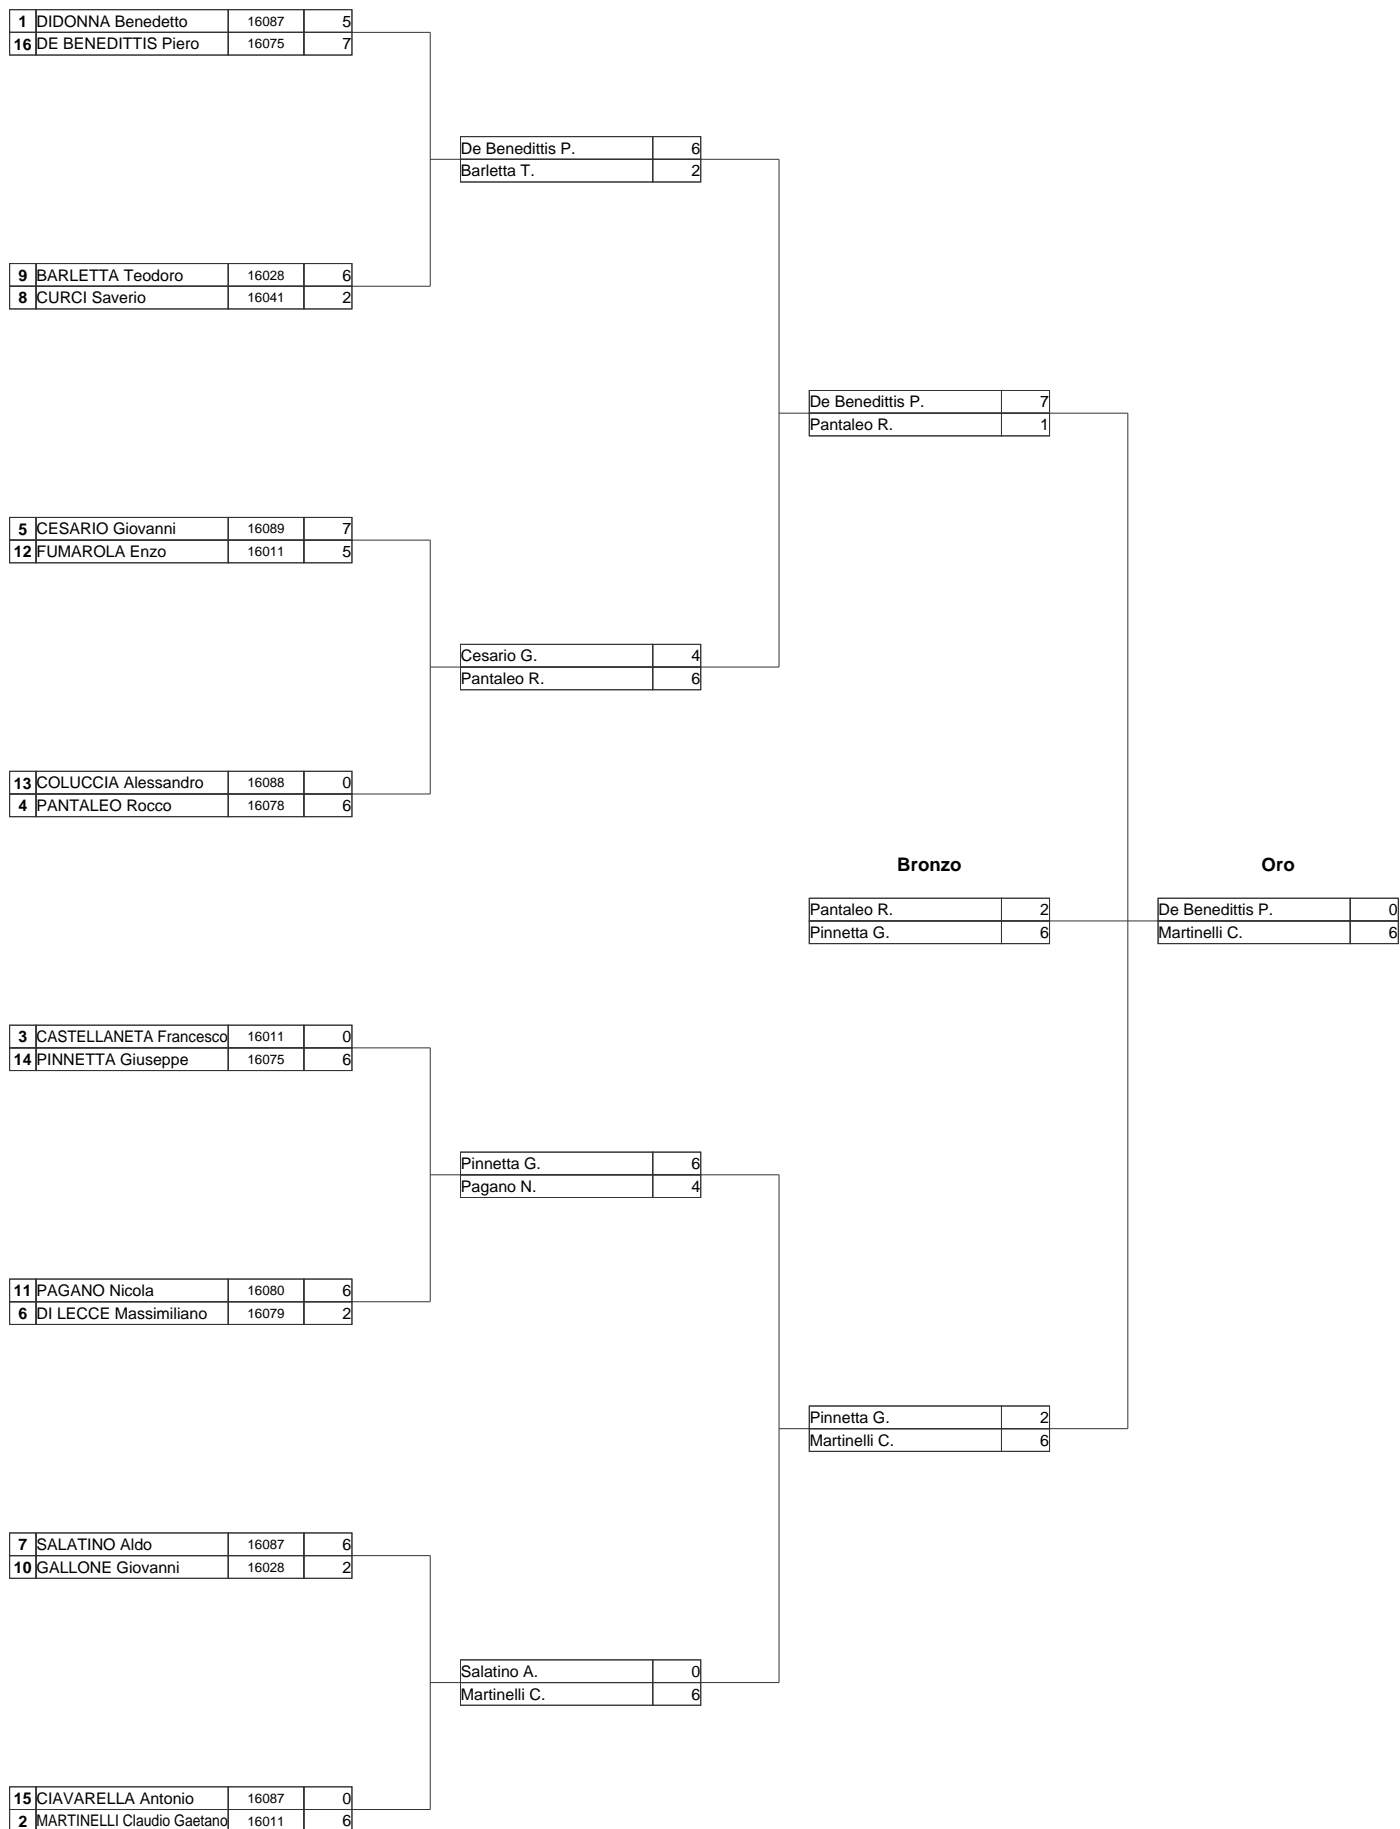 1 DIDONNA Benedetto 16087 5
16 DE BENEDITTIS Piero 16075 7
De Benedittis P. 6
Barletta T. 2
9 BARLETTA Teodoro 16028 6
8 CURCI Saverio 16041 2
De Benedittis P. 7
Pantaleo R. 1
5 CESARIO Giovanni 16089 7
12 FUMAROLA Enzo 16011 5
Cesario G. 4
Pantaleo R. 6
13 COLUCCIA Alessandro 16088 0
4 PANTALEO Rocco 16078 6
Bronzo Oro
Pantaleo R. 2 De Benedittis P. 0
Pinnetta G. 6 Martinelli C. 6
3 CASTELLANETA Francesco 16011 0
14 PINNETTA Giuseppe 16075 6
Pinnetta G. 6
Pagano N. 4
11 PAGANO Nicola 16080 6
6 DI LECCE Massimiliano 16079 2
Pinnetta G. 2
Martinelli C. 6
7 SALATINO Aldo 16087 6
10 GALLONE Giovanni 16028 2
Salatino A. 0
Martinelli C. 6
15 CIAVARELLA Antonio 16087 0
2 MARTINELLI Claudio Gaetano 16011 6